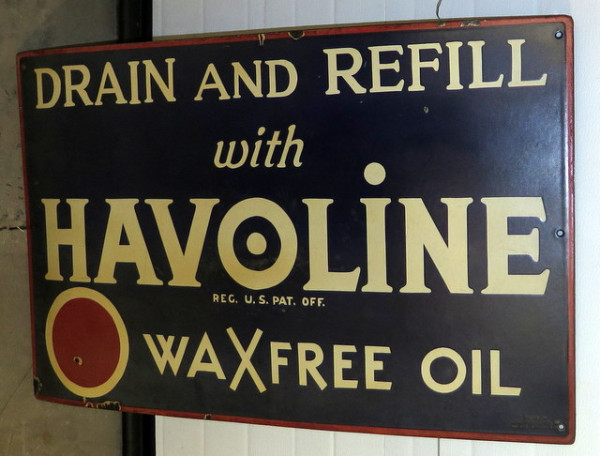 DRAIN AND REFILL
with
HAVOLiNE
REG. U.S. PAT. OFF.
WAXFREE OIL